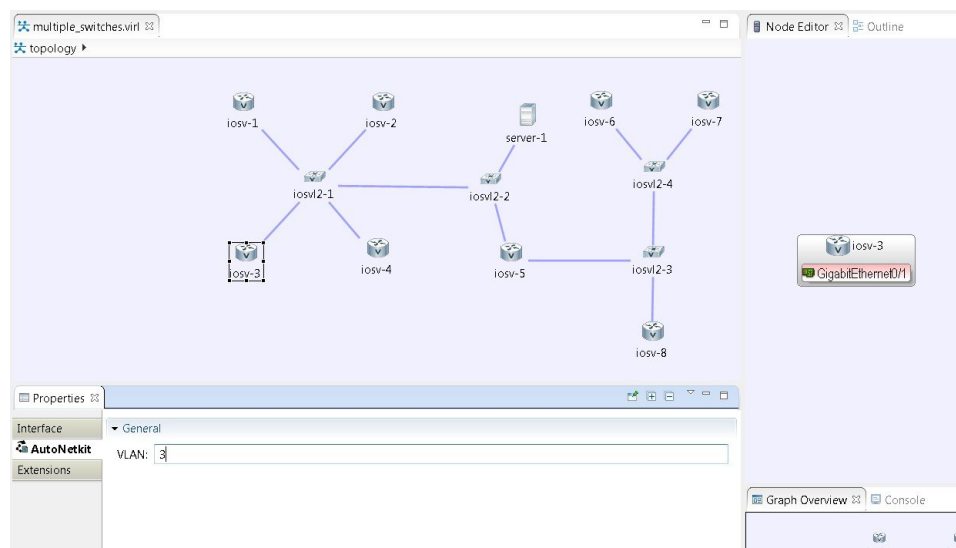 multiple_switches.virl
Node Editor
Outline
topology
iosv-1
iosv-2
server-1
iosv-6
iosv-7
iosvl2-1
iosvl2-2
iosvl2-4
iosv-3
iosv-4
iosv-5
iosvl2-3
iosv-8
iosv-3
GigabitEthernet0/1
Properties
Interface
AutoNetkit
Extensions
General
VLAN: 3
Graph Overview
Console